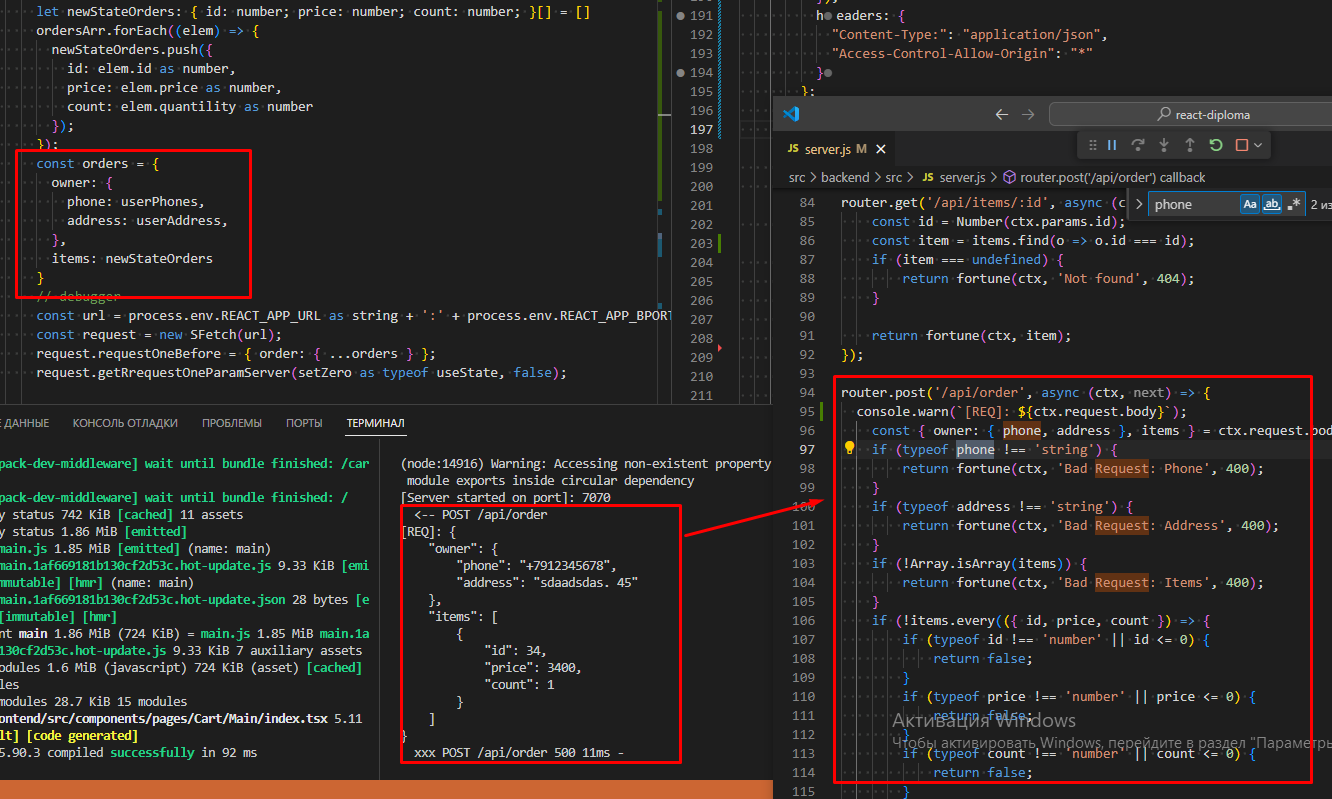 let newStateOrders: { id: number; price: number; count: number; }[] = []
ordersArr.forEach((elem) => {
newStateOrders.push({
id: elem.id as number,
price: elem.price as number,
count: elem.quantity as number
});
});
const orders = {
owner: {
phone: userPhones,
address: userAddress,
},
items: newStateOrders
}
// debugger
const url = process.env.REACT_APP_URL as string + ':' + process.env.REACT_APP_BPORT
const request = new SFetch(url);
request.requestOneBefore = { order: { ...orders } };
request.getRrequestOneParamServer(setZero as typeof useState, false);
191 headers: {
192 "Content-Type:": "application/json",
193 "Access-Control-Allow-Origin": "*"
194 }
195 };
196
197
198
199
200
201
202
203
204
205
206
207
208
209
210
211
react-diploma
JS server.js M
src > backend > src > JS server.js > router.post('/api/order') callback
phone
Aa
ab
.*
2 из
84 router.get('/api/items/:id', async (c
85 const id = Number(ctx.params.id);
86 const item = items.find(o => o.id === id);
87 if (item === undefined) {
88 return fortune(ctx, 'Not found', 404);
89 }
90
91 return fortune(ctx, item);
92 });
93
94 router.post('/api/order', async (ctx, next) => {
95 console.warn(`[REQ]: ${ctx.request.body}`);
96 const { owner: { phone, address }, items } = ctx.request.bod
97 if (typeof phone !== 'string') {
98 return fortune(ctx, 'Bad Request: Phone', 400);
99 }
100 if (typeof address !== 'string') {
101 return fortune(ctx, 'Bad Request: Address', 400);
102 }
103 if (!Array.isArray(items)) {
104 return fortune(ctx, 'Bad Request: Items', 400);
105 }
106 if (!items.every(({ id, price, count }) => {
107 if (typeof id !== 'number' || id <= 0) {
108 return false;
109 }
110 if (typeof price !== 'number' || price <= 0) {
111 return false;
112 }
113 if (typeof count !== 'number' || count <= 0) {
114 return false;
115 }
Активация Windows
Чтобы активировать Windows, перейдите в раздел "Параметры
Е ДАННЫЕ
КОНСОЛЬ ОТЛАДКИ
ПРОБЛЕМЫ
ПОРТЫ
ТЕРМИНАЛ
pack-dev-middleware] wait until bundle finished: /car
pack-dev-middleware] wait until bundle finished: /
y status 742 KiB [cached] 11 assets
y status 1.86 MiB [emitted]
main.js 1.85 MiB [emitted] (name: main)
main.1af669181b130cf2d53c.hot-update.js 9.33 KiB [emi
mmutable] [hmr] (name: main)
main.1af669181b130cf2d53c.hot-update.json 28 bytes [e
[immutable] [hmr]
nt main 1.86 MiB (724 KiB) = main.js 1.85 MiB main.1a
130cf2d53c.hot-update.js 9.33 KiB 7 auxiliary assets
odules 1.6 MiB (javascript) 724 KiB (asset) [cached]
les
modules 28.7 KiB 15 modules
ontend/src/components/pages/Cart/Main/index.tsx 5.11
lt] [code generated]
5.90.3 compiled successfully in 92 ms
(node:14916) Warning: Accessing non-existent property
module exports inside circular dependency
[Server started on port]: 7070
<-- POST /api/order
[REQ]: {
"owner": {
"phone": "+7912345678",
"address": "sdaadsdas. 45"
},
"items": [
{
"id": 34,
"price": 3400,
"count": 1
}
]
}
xxx POST /api/order 500 11ms -